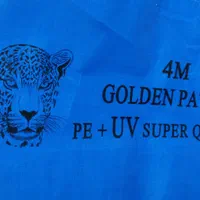 4M
GOLDEN PA
PE + UV SUPER Q